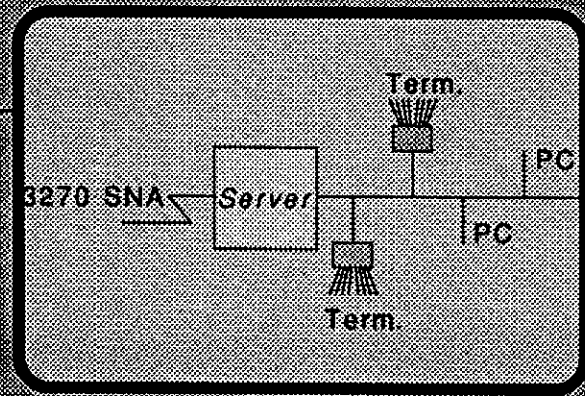 Term.
PC
3270 SNA
Server
PC
Term.